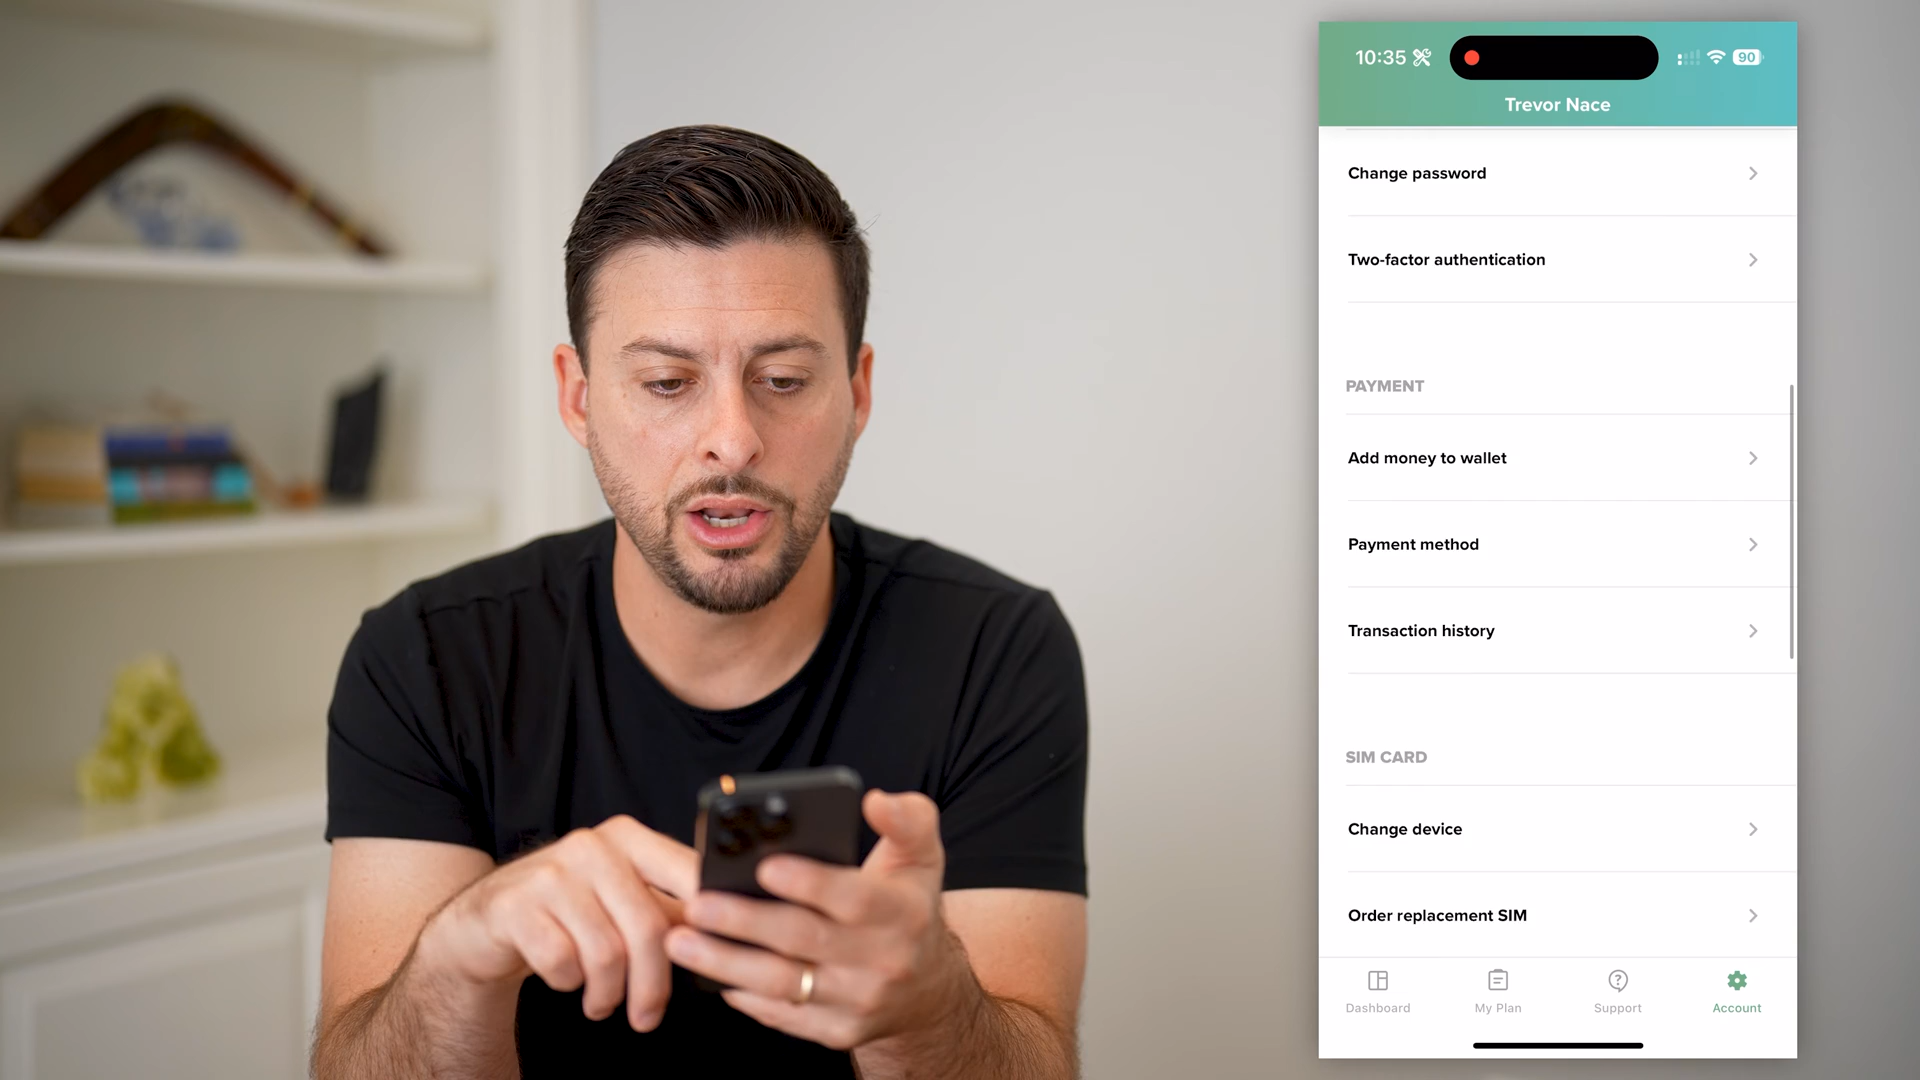 10:35
90
Trevor Nace
Change password
Two-factor authentication
PAYMENT
Add money to wallet
Payment method
Transaction history
SIM CARD
Change device
Order replacement SIM
Dashboard
My Plan
Support
Account